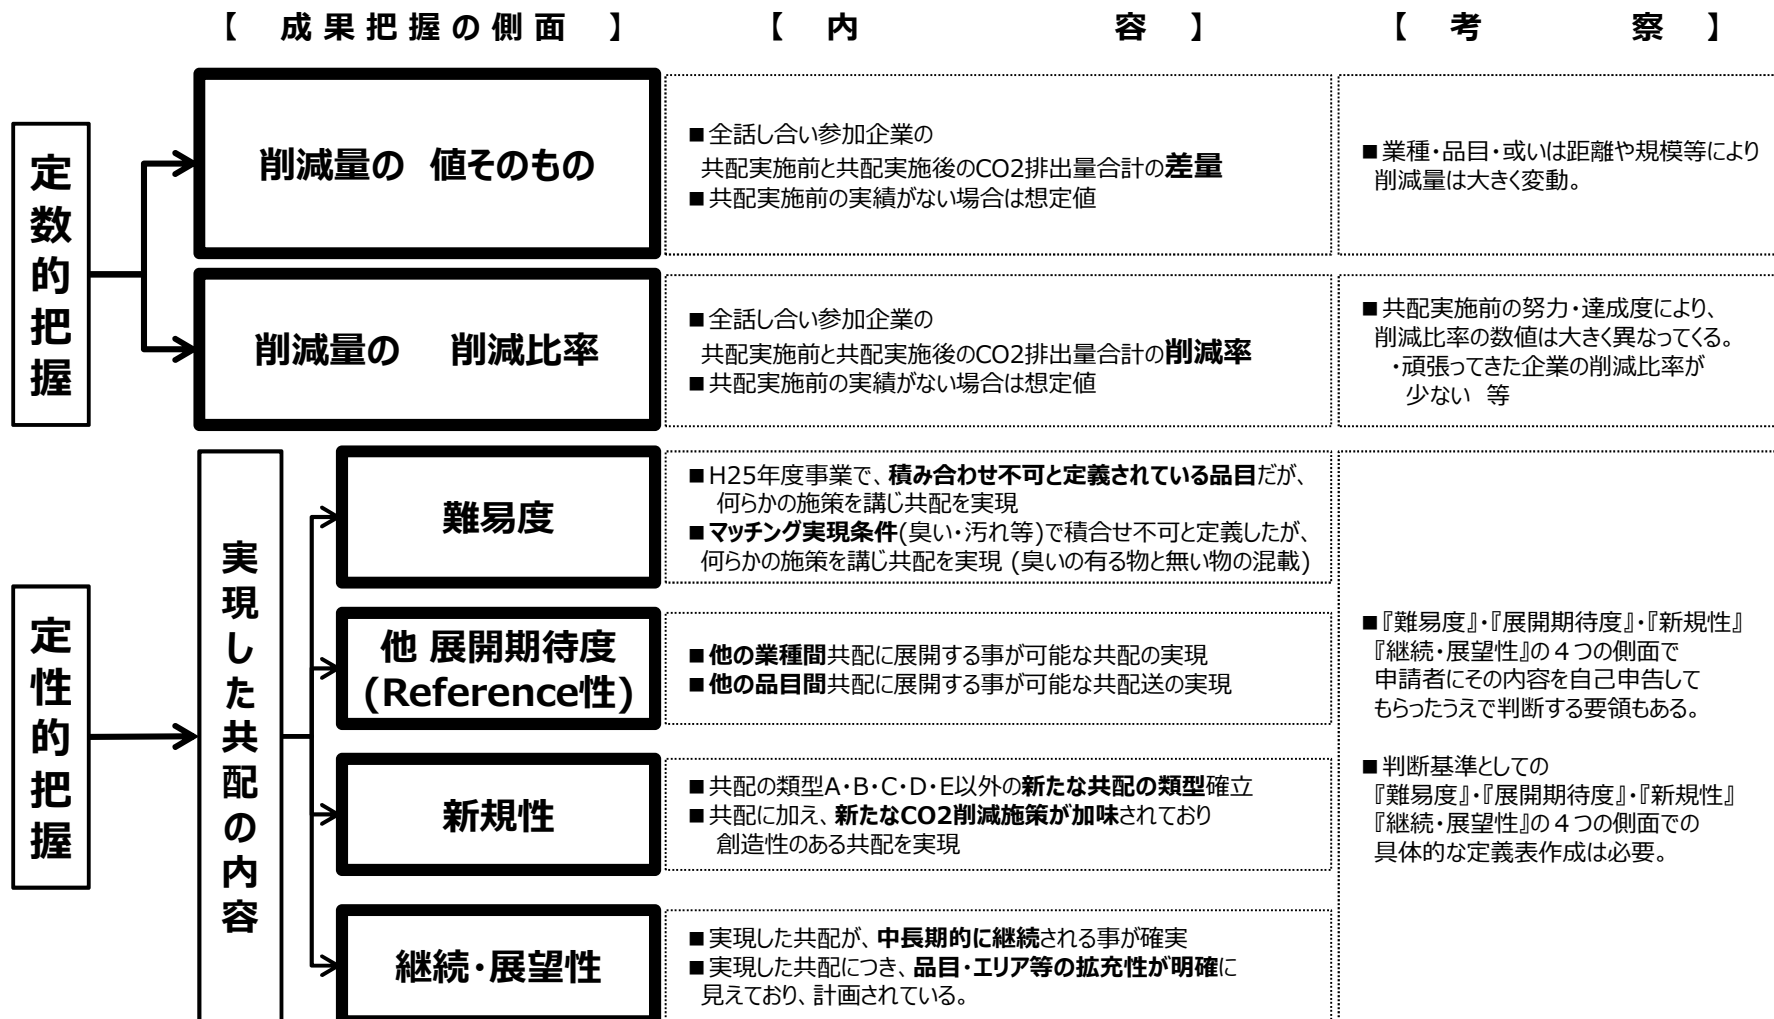 【 成果把握の側面 】
【 内 容 】
【 考 察 】
定数的把握
削減量の 値そのもの
■全話し合い参加企業の
共配実施前と共配実施後のCO2排出量合計の差量
■共配実施前の実績がない場合は想定値
■業種・品目・或いは距離や規模等により
削減量は大きく変動。
削減量の 削減比率
■全話し合い参加企業の
共配実施前と共配実施後のCO2排出量合計の削減率
■共配実施前の実績がない場合は想定値
■共配実施前の努力・達成度により、
削減比率の数値は大きく異なってくる。
・頑張ってきた企業の削減比率が
少ない 等
定性的把握
実現した共配の内容
難易度
■H25年度事業で、積み合わせ不可と定義されている品目だが、
何らかの施策を講じ共配を実現
■マッチング実現条件(臭い・汚れ等)で積合せ不可と定義したが、
何らかの施策を講じ共配を実現 (臭いの有る物と無い物の混載)
他 展開期待度
(Reference性)
■他の業種間共配に展開する事が可能な共配の実現
■他の品目間共配に展開する事が可能な共配送の実現
新規性
■共配の類型A・B・C・D・E以外の新たな共配の類型確立
■共配に加え、新たなCO2削減施策が加味されており
創造性のある共配を実現
継続・展望性
■実現した共配が、中長期的に継続される事が確実
■実現した共配につき、品目・エリア等の拡充性が明確に
見えており、計画されている。
■『難易度』・『展開期待度』・『新規性』
『継続・展望性』の４つの側面で
申請者にその内容を自己申告して
もらったうえで判断する要領もある。
■判断基準としての
『難易度』・『展開期待度』・『新規性』
『継続・展望性』の４つの側面での
具体的な定義表作成は必要。